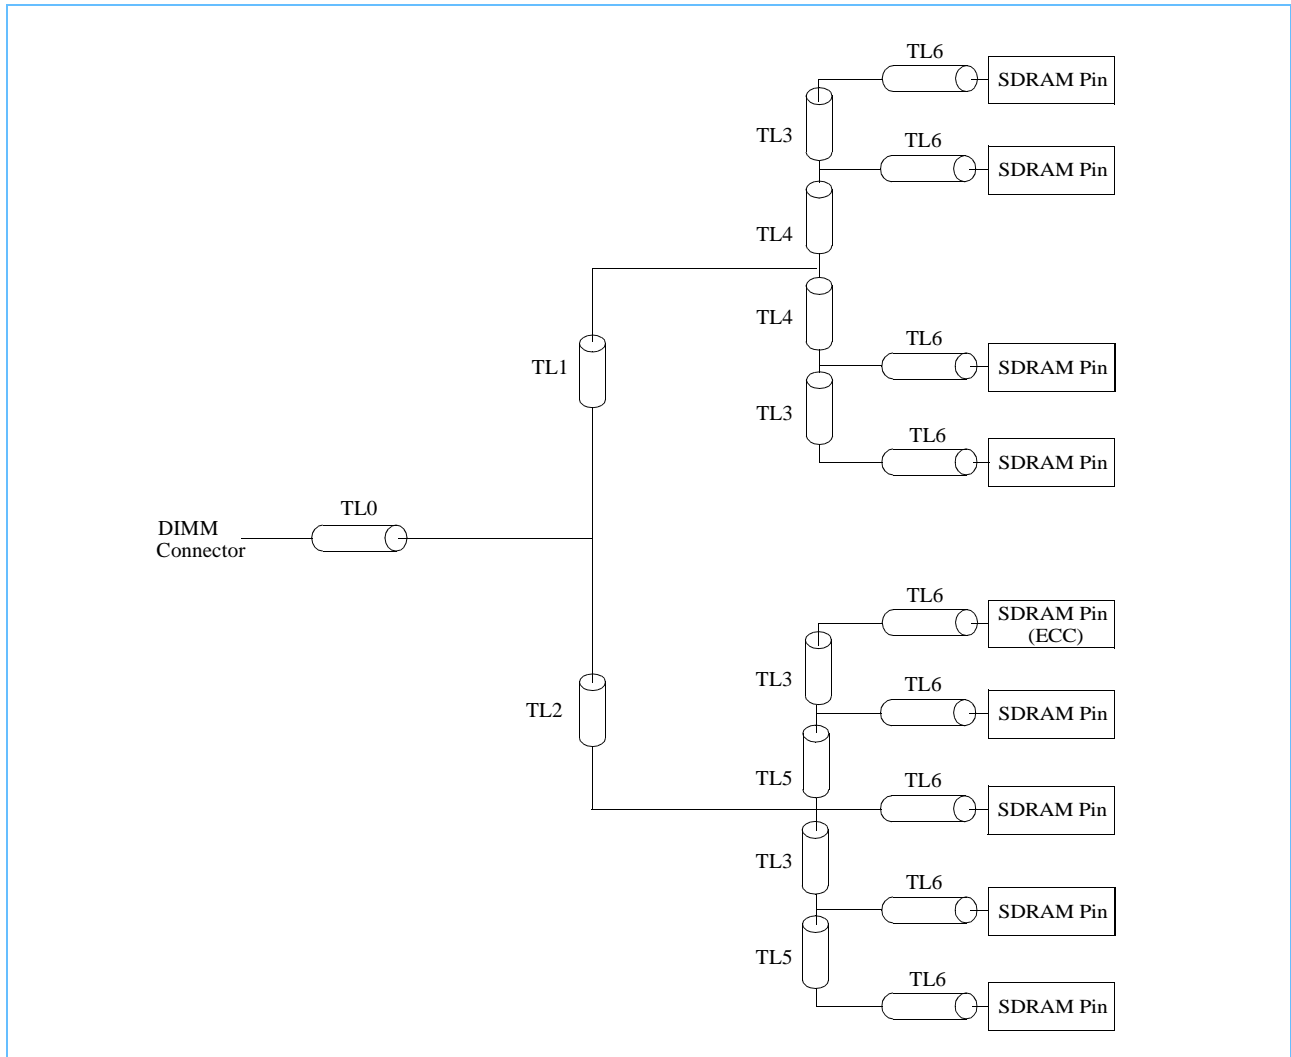 TL6
SDRAM Pin
TL3
TL6
SDRAM Pin
TL4
TL4
TL6
SDRAM Pin
TL1
TL3
TL6
SDRAM Pin
TL0
DIMM
Connector
TL6
SDRAM Pin
(ECC)
TL3
TL6
SDRAM Pin
TL2
TL5
TL6
SDRAM Pin
TL3
TL6
SDRAM Pin
TL5
TL6
SDRAM Pin